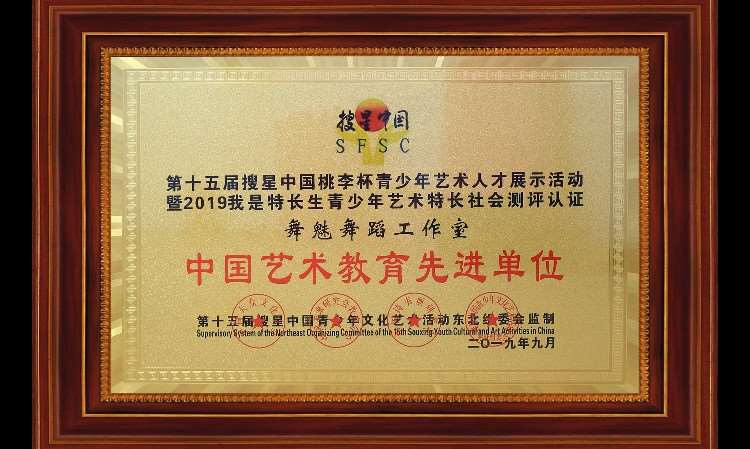 搜星中国
SFSC
第十五届搜星中国桃李杯青少年艺术人才展示活动
暨2019我是特长生青少年艺术特长社会测评认证
舞魅舞蹈工作室
中国艺术教育先进单位
第十五届搜星中国青少年文化艺术活动东北组委会监制
Supervisory System of the Northeast Organizing Committee of the 15th Souxing Youth Cultural and Art Activities in China
二〇一九年九月